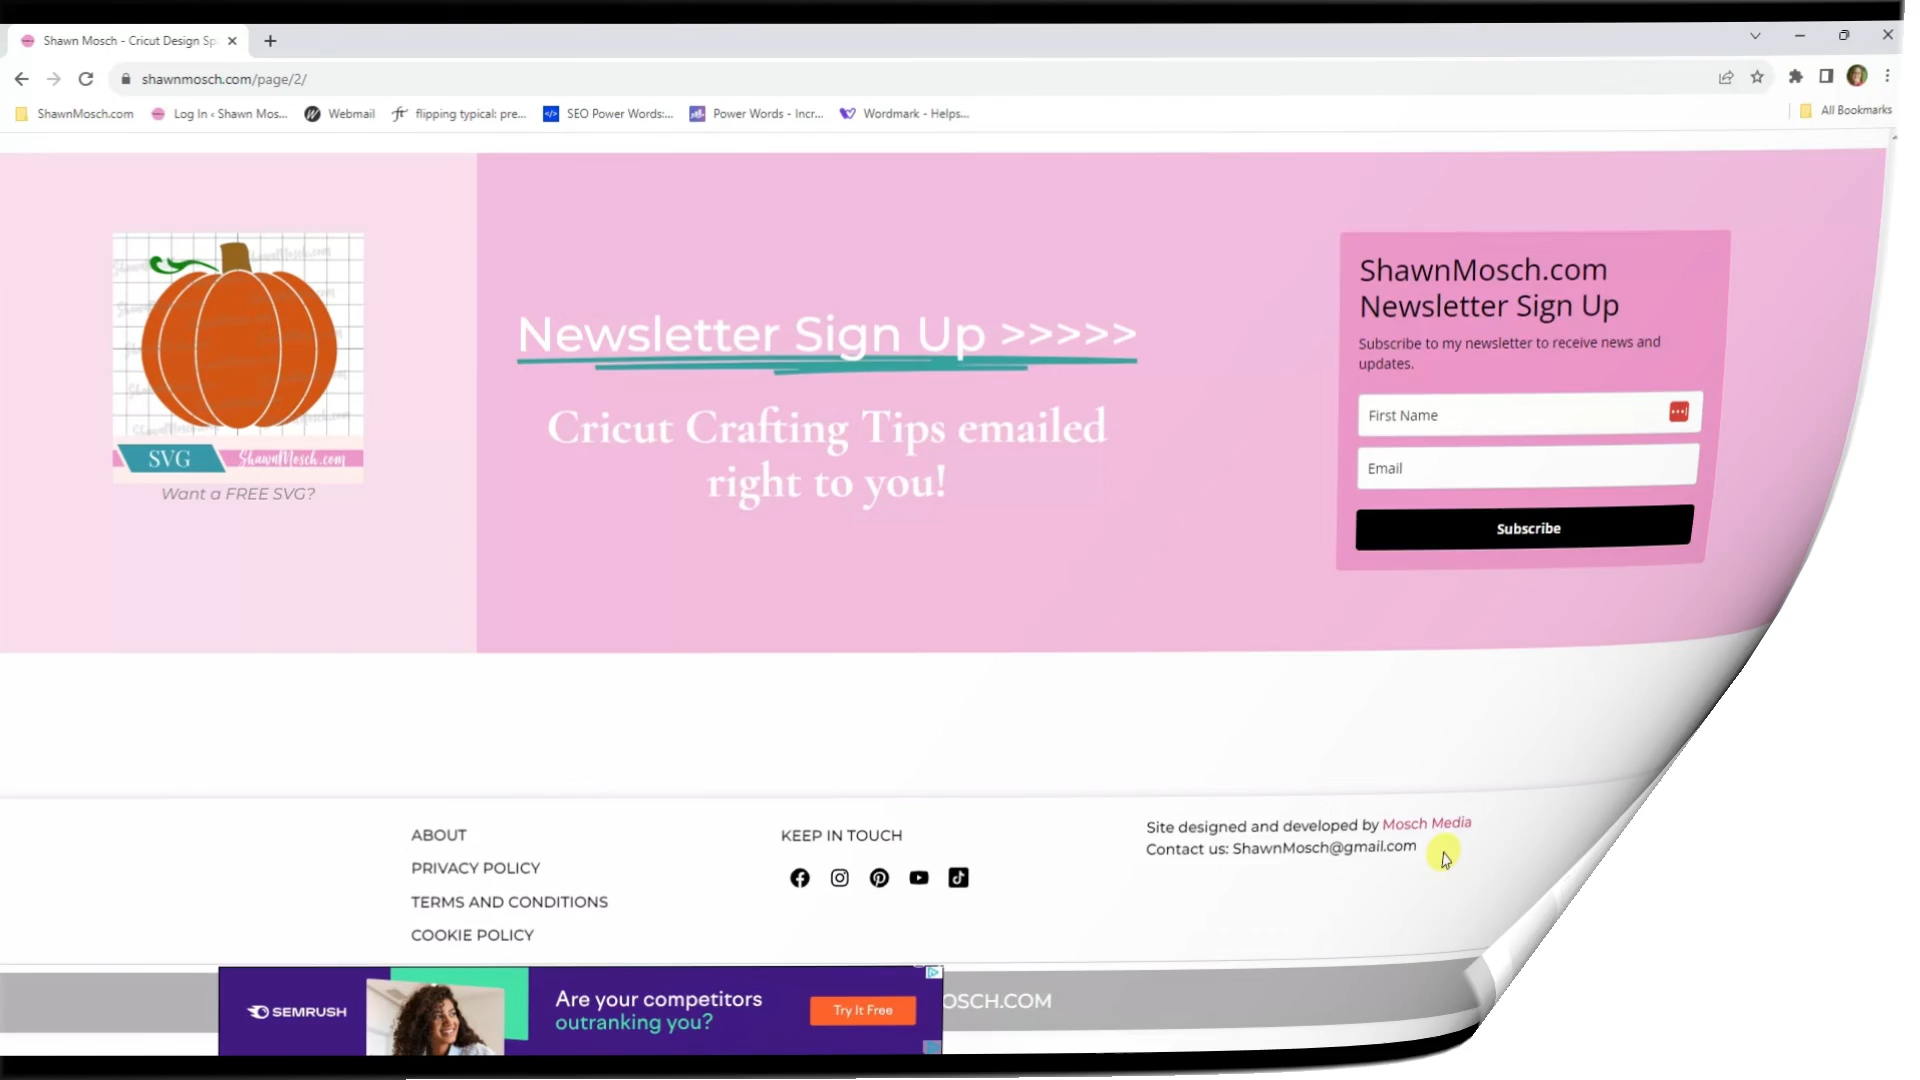 Shawn Mosch - Cricut Design Sp
shawnmosch.com/page/2/
ShawnMosch.com
Log In ‹ Shawn Mos...
Webmail
flipping typical: pre...
SEO Power Words:...
Power Words - Incr...
Wordmark - Helps...
All Bookmarks
SVG
ShawnMosch.com
Want a FREE SVG?
Newsletter Sign Up >>>>>
Cricut Crafting Tips emailed
right to you!
ShawnMosch.com
Newsletter Sign Up
Subscribe to my newsletter to receive news and
updates.
First Name
Email
Subscribe
ABOUT
PRIVACY POLICY
TERMS AND CONDITIONS
COOKIE POLICY
KEEP IN TOUCH
Site designed and developed by Mosch Media
Contact us: ShawnMosch@gmail.com
SEMRUSH
Are your competitors
outranking you?
Try It Free
OSCH.COM